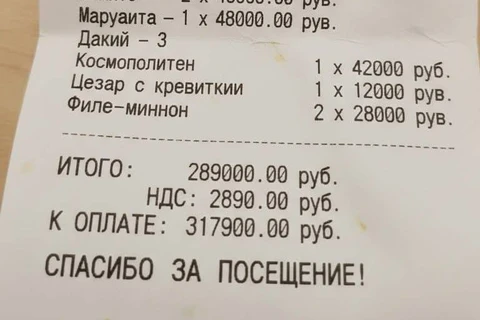 Маруаита – 1 x 48000.00 руб.
Дакий – 3
Космополитен 1 x 42000 руб.
Цезар с кревиткии 1 x 12000 рув.
Филе-миннон 2 x 28000 рув.
ИТОГО: 289000.00 руб.
НДС: 2890.00 руб.
К ОПЛАТЕ: 317900.00 руб.
СПАСИБО ЗА ПОСЕЩЕНИЕ!